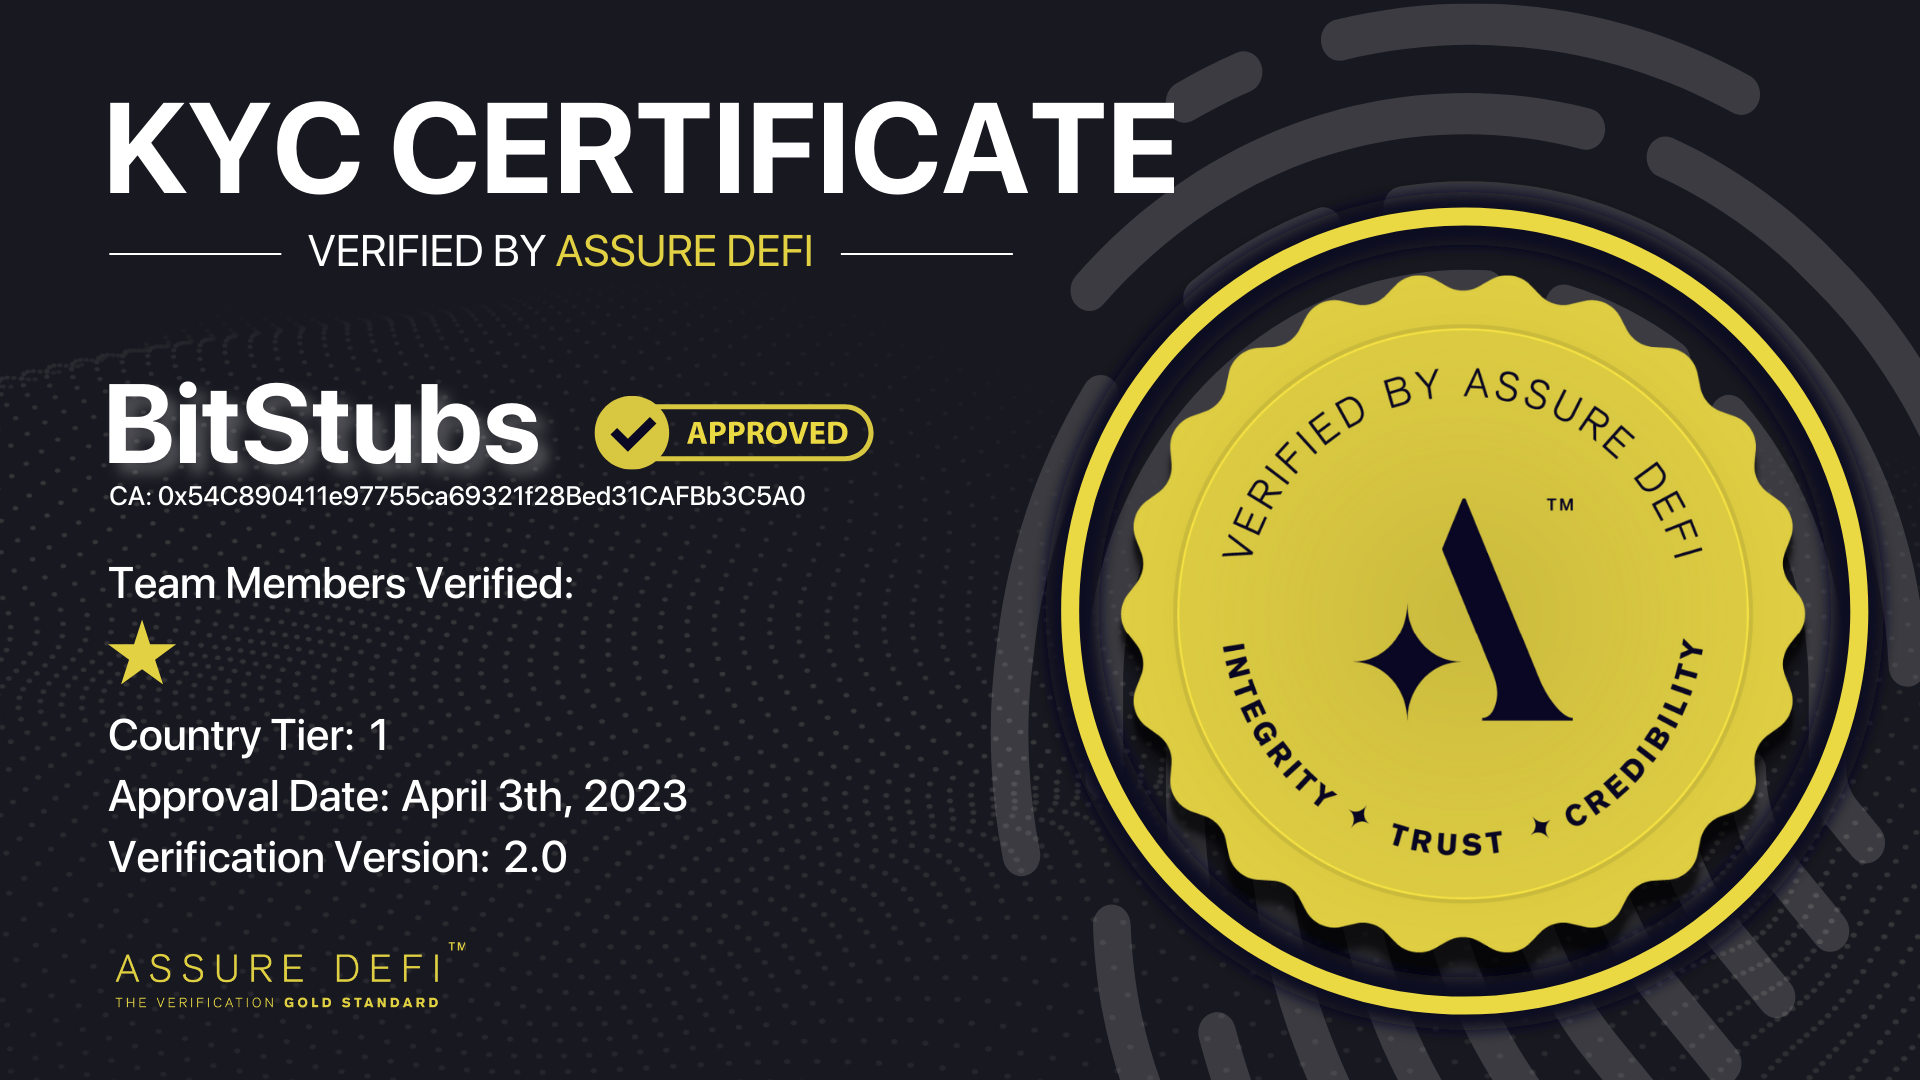 KYC CERTIFICATE
VERIFIED BY ASSURE DEFI
BitStubs
APPROVED
CA: 0x54C890411e97755ca69321f28Bed31CAFBb3C5A0
Team Members Verified:
Country Tier: 1
Approval Date: April 3th, 2023
Verification Version: 2.0
ASSURE DEFI™
THE VERIFICATION GOLD STANDARD
VERIFIED BY ASSURE DEFI
™
INTEGRITY ✦ TRUST ✦ CREDIBILITY